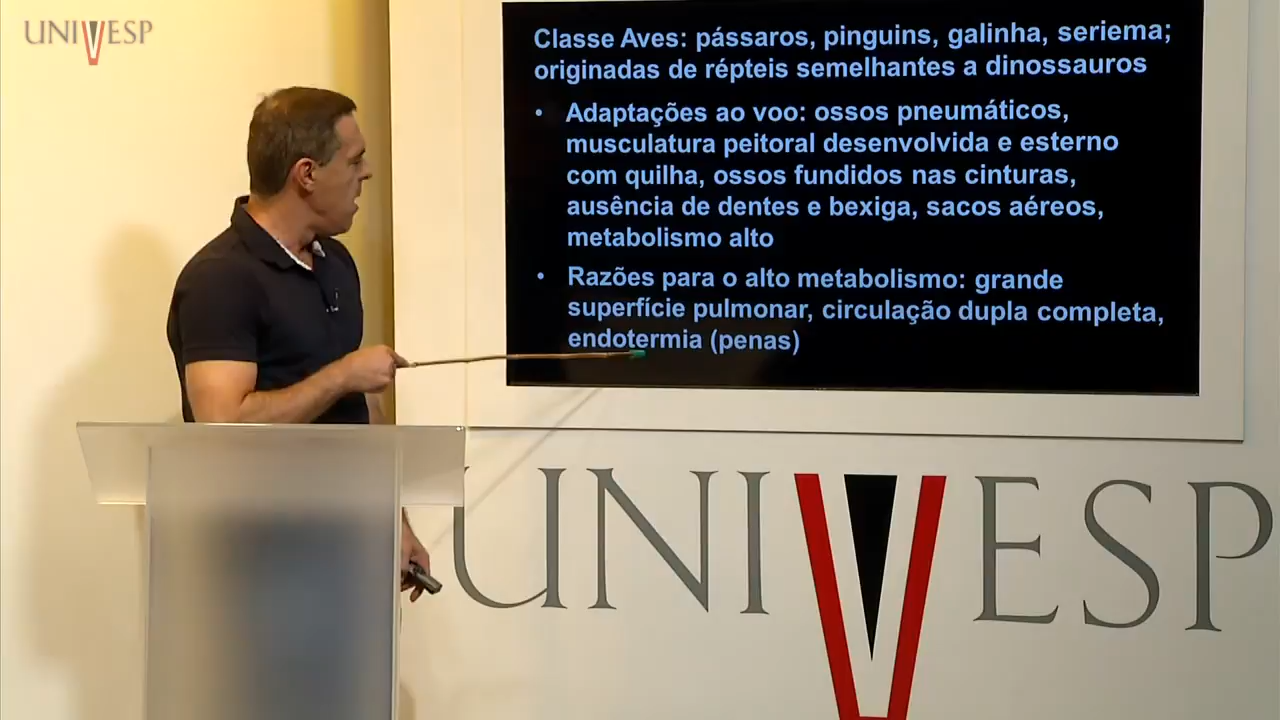 UNIVESP
Classe Aves: pássaros, pinguins, galinha, seriema;
originadas de répteis semelhantes a dinossauros
• Adaptações ao voo: ossos pneumáticos,
musculatura peitoral desenvolvida e esterno
com quilha, ossos fundidos nas cinturas,
ausência de dentes e bexiga, sacos aéreos,
metabolismo alto
• Razões para o alto metabolismo: grande
superfície pulmonar, circulação dupla completa,
endotermia (penas)
UNIVESP